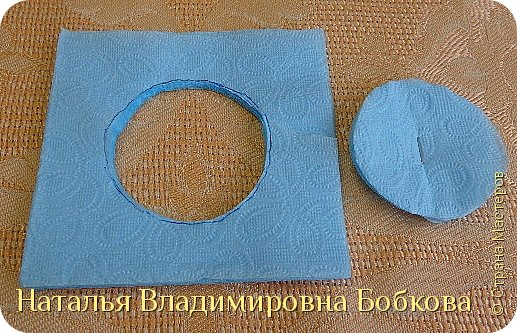 Наталья Владимировна Бобкова
© Страна Мастеров